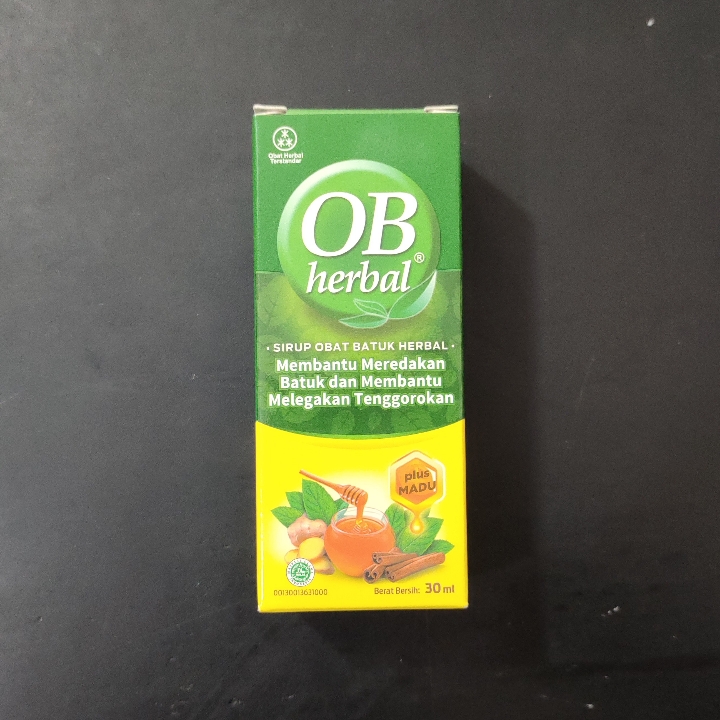 Obat Herbal
Terstandar
OB
herbal®
• SIRUP OBAT BATUK HERBAL •
Membantu Meredakan
Batuk dan Membantu
Melegakan Tenggorokan
plus
MADU
00130013631000
Berat Bersih: 30 ml